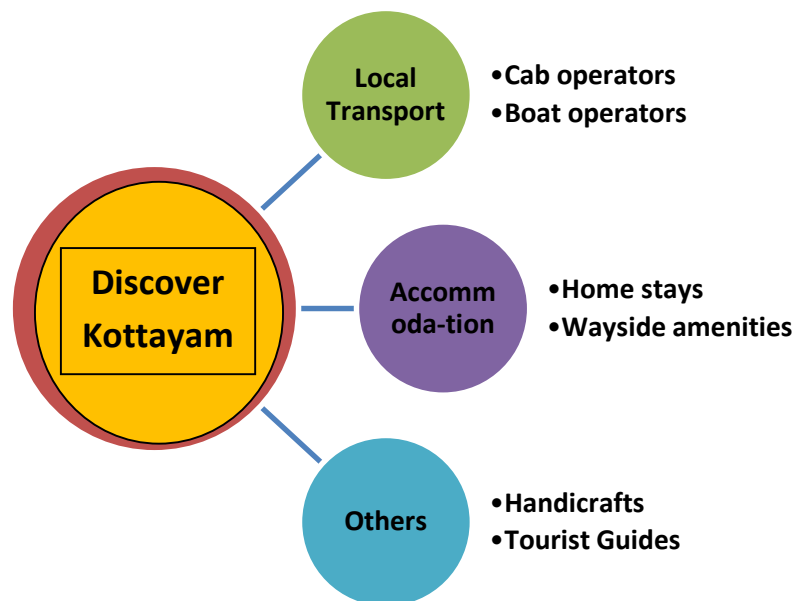 Local
Transport
•Cab operators
•Boat operators
Discover
Kottayam
Accomm
oda-tion
•Home stays
•Wayside amenities
Others
•Handicrafts
•Tourist Guides